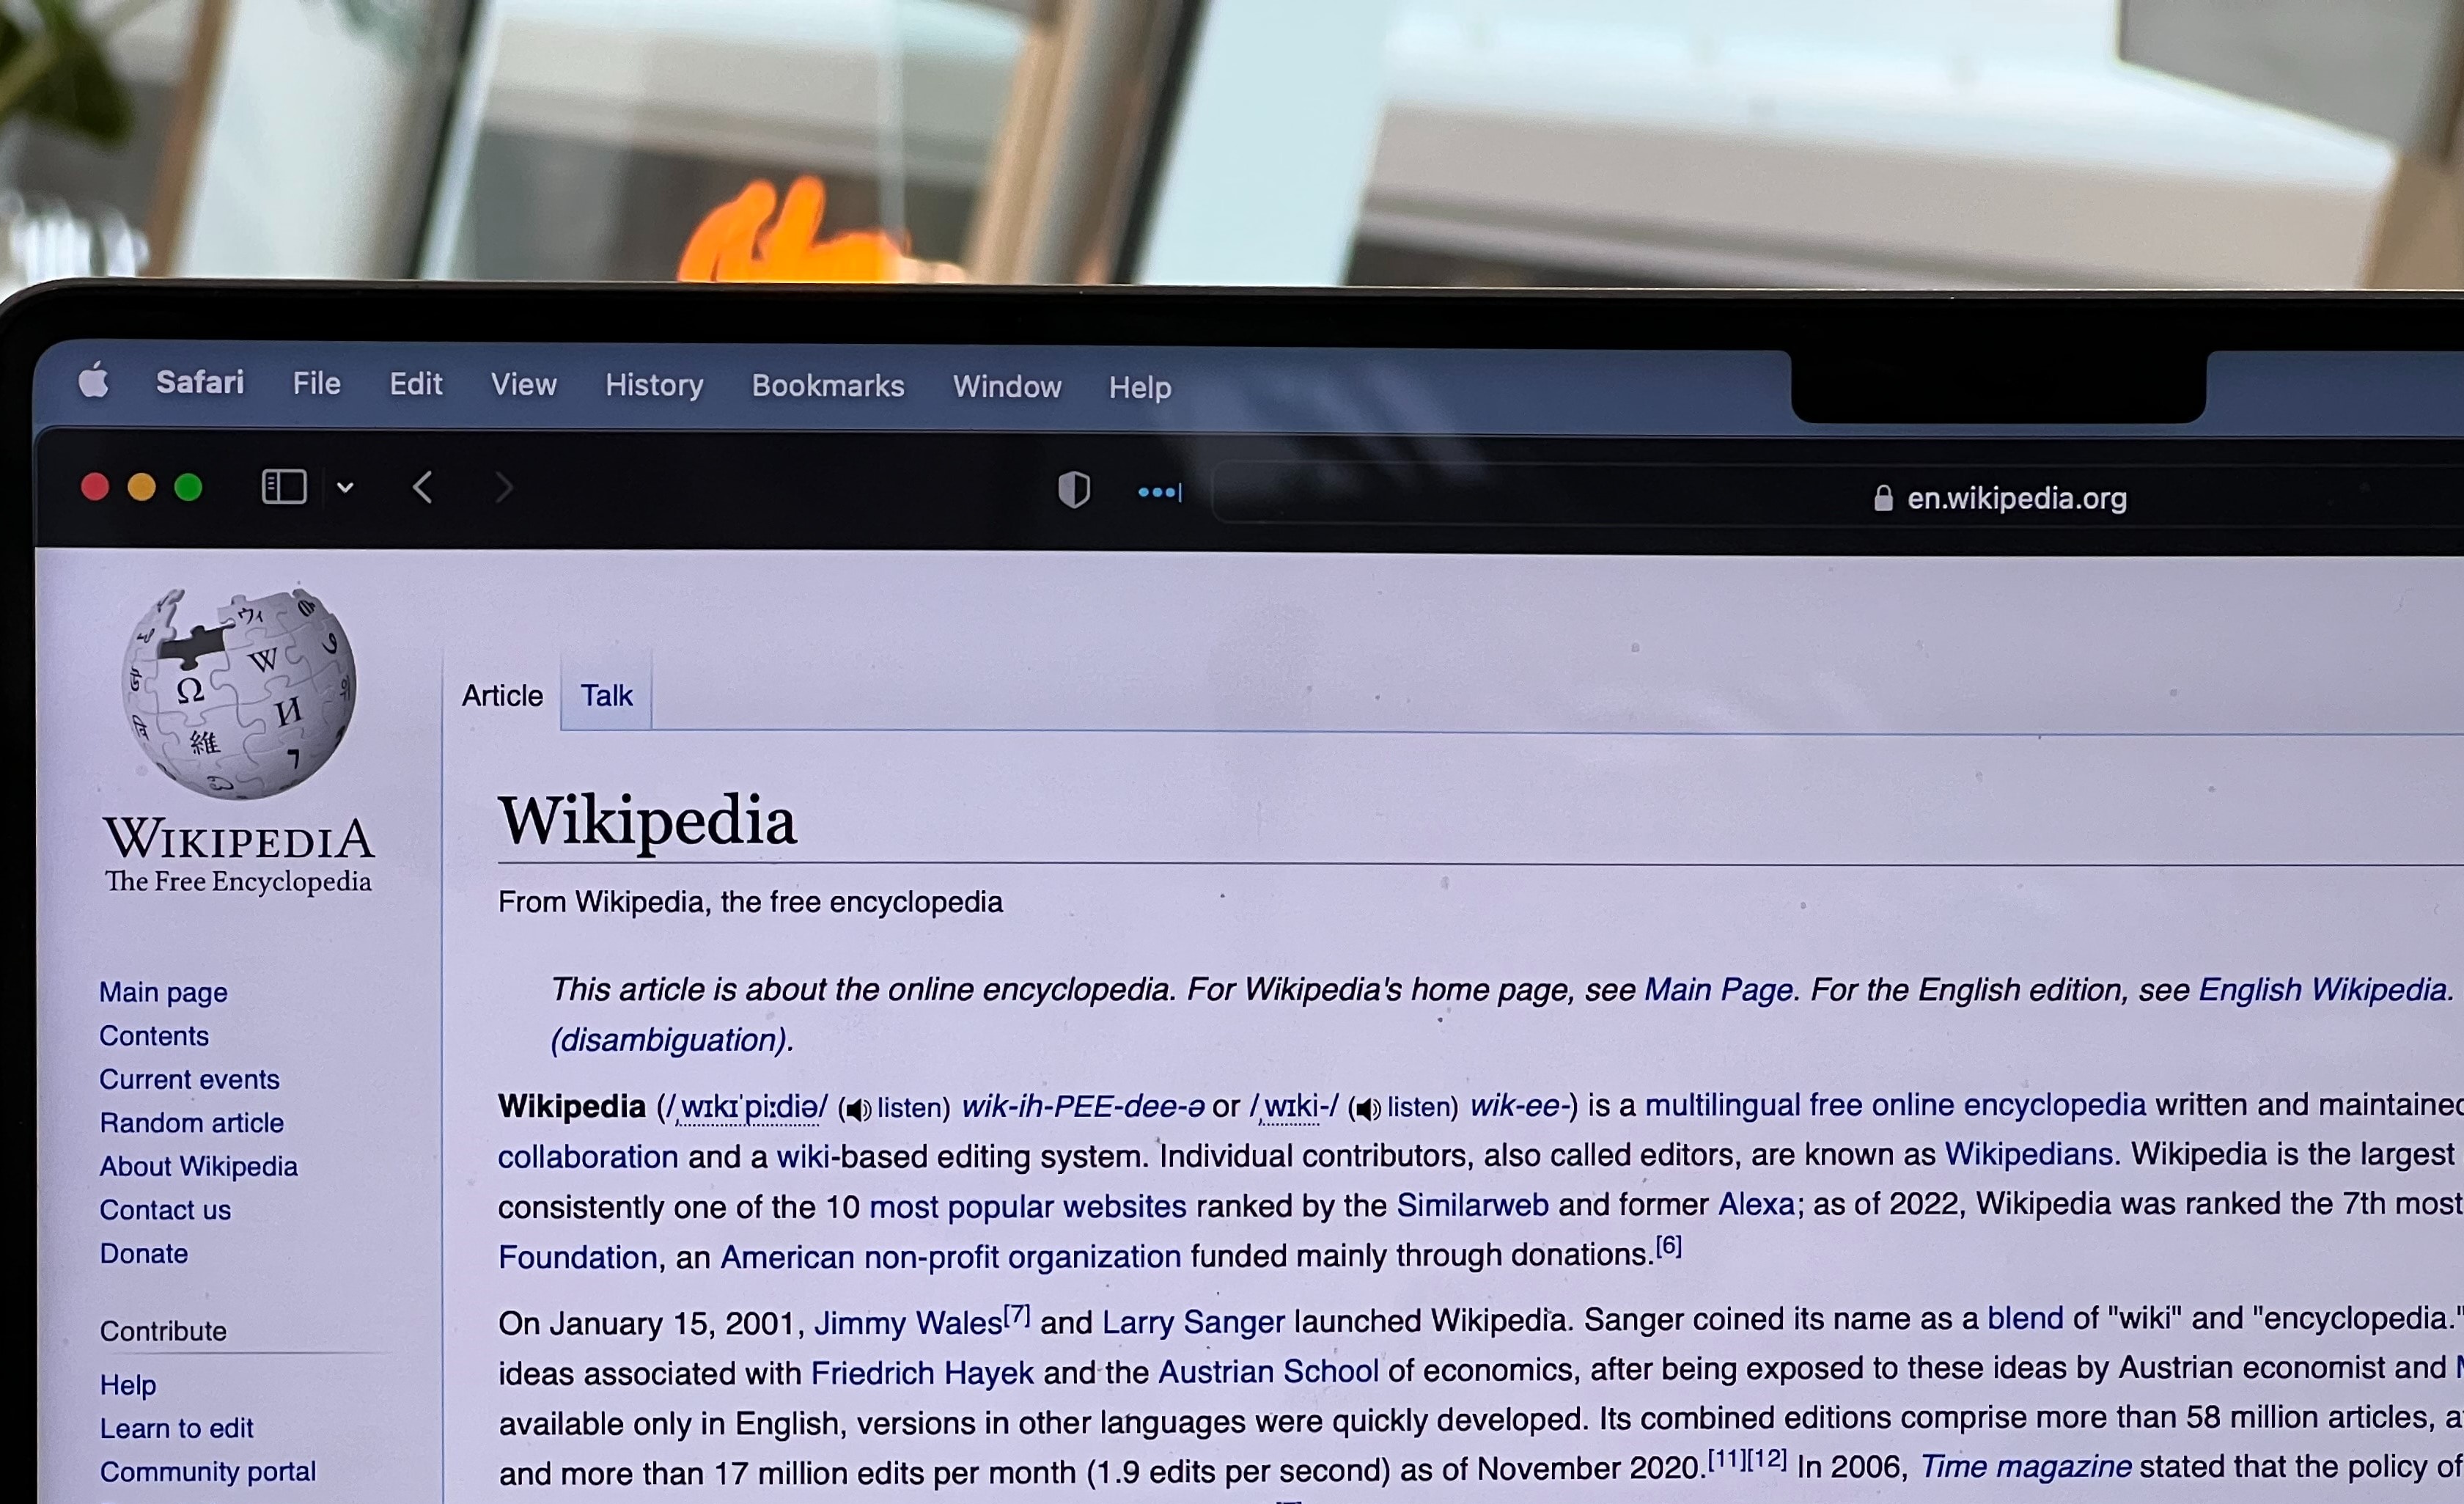 Safari File Edit View History Bookmarks Window Help
en.wikipedia.org
Ω W И 維 ウィ 7
WIKIPEDIA
The Free Encyclopedia
Main page
Contents
Current events
Random article
About Wikipedia
Contact us
Donate
Contribute
Help
Learn to edit
Community portal
Article Talk
Wikipedia
From Wikipedia, the free encyclopedia
This article is about the online encyclopedia. For Wikipedia's home page, see Main Page. For the English edition, see English Wikipedia.
(disambiguation).
Wikipedia (/ˌwɪkɪˈpiːdiə/ (listen) wik-ih-PEE-dee-ə or /ˌwɪki-/ (listen) wik-ee-) is a multilingual free online encyclopedia written and maintained
collaboration and a wiki-based editing system. Individual contributors, also called editors, are known as Wikipedians. Wikipedia is the largest
consistently one of the 10 most popular websites ranked by the Similarweb and former Alexa; as of 2022, Wikipedia was ranked the 7th most
Foundation, an American non-profit organization funded mainly through donations.[6]
On January 15, 2001, Jimmy Wales[7] and Larry Sanger launched Wikipedia. Sanger coined its name as a blend of "wiki" and "encyclopedia."
ideas associated with Friedrich Hayek and the Austrian School of economics, after being exposed to these ideas by Austrian economist and
available only in English, versions in other languages were quickly developed. Its combined editions comprise more than 58 million articles,
and more than 17 million edits per month (1.9 edits per second) as of November 2020.[11][12] In 2006, Time magazine stated that the policy of